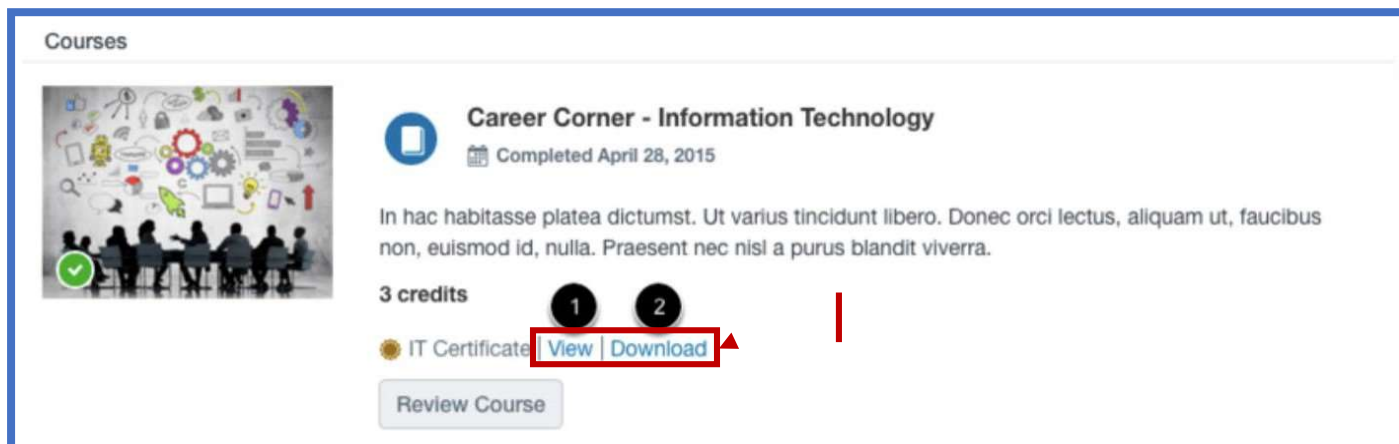 Courses
Career Corner - Information Technology
Completed April 28, 2015
In hac habitasse platea dictumst. Ut varius tincidunt libero. Donec orci lectus, aliquam ut, faucibus
non, euismod id, nulla. Praesent nec nisl a purus blandit viverra.
3 credits
1 2
IT Certificate | View | Download
Review Course